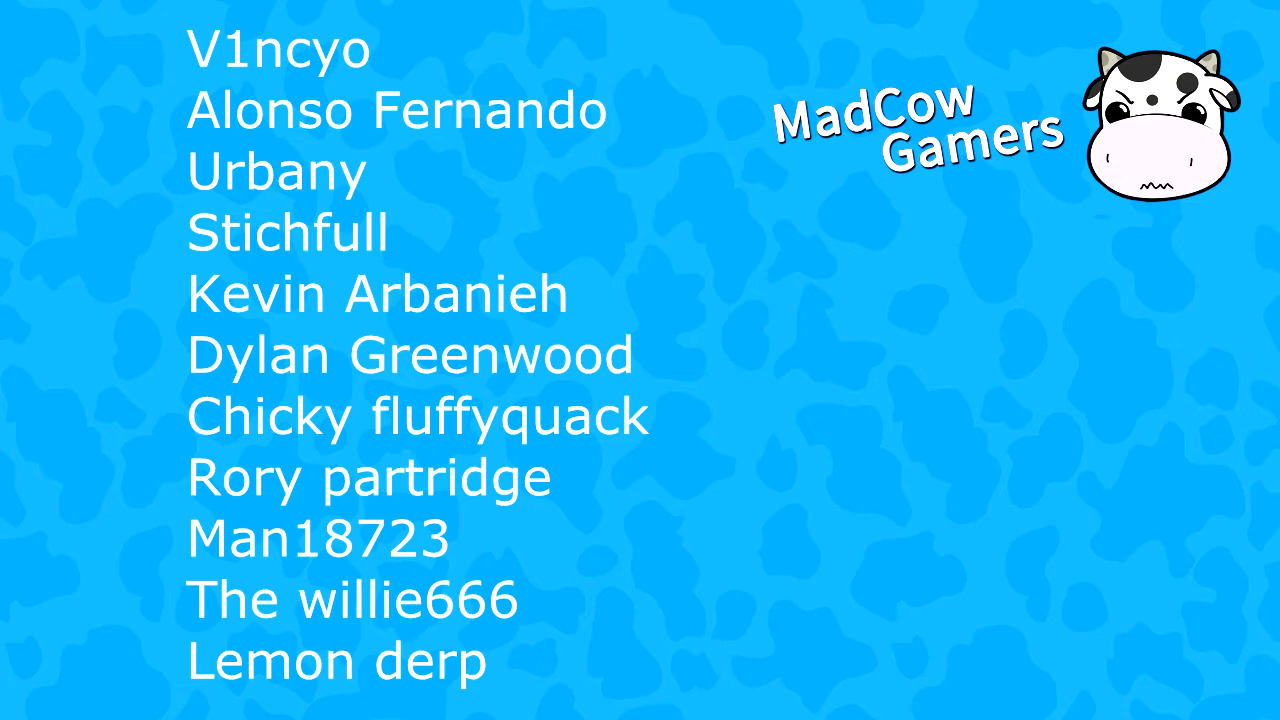 V1ncyo
Alonso Fernando
Urbany
Stichfull
Kevin Arbanieh
Dylan Greenwood
Chicky fluffyquack
Rory partridge
Man18723
The willie666
Lemon derp
MadCow
Gamers